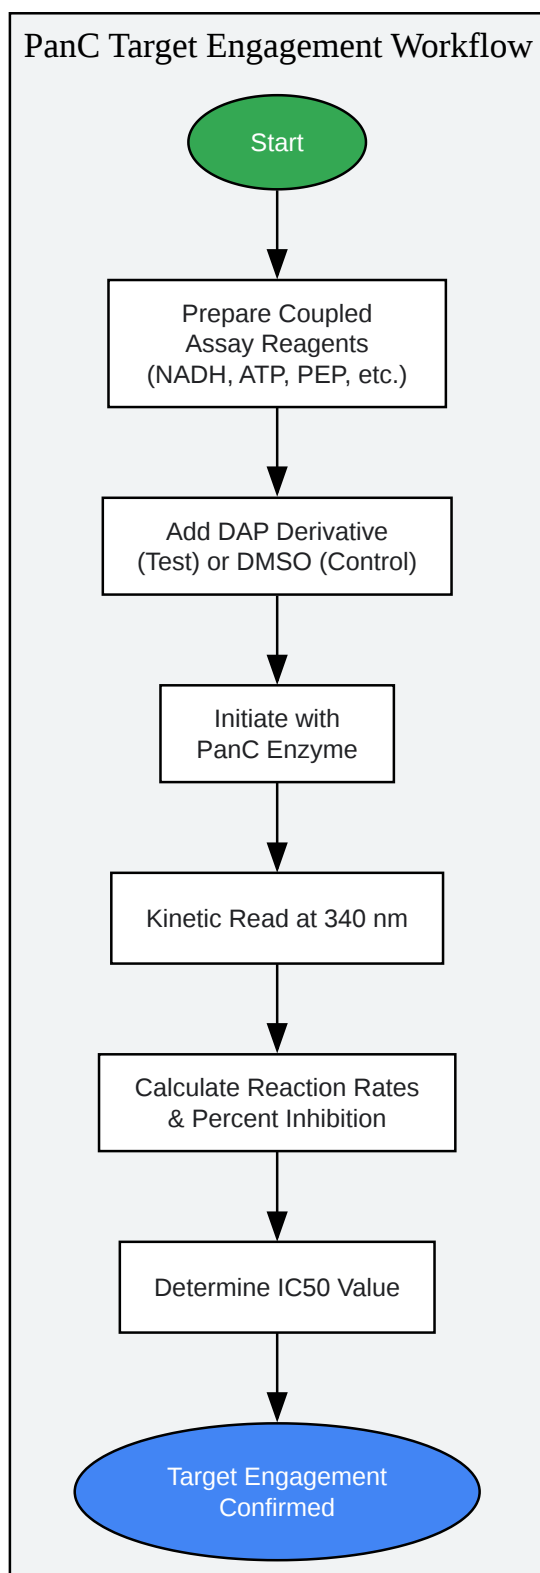 PanC Target Engagement Workflow
Start
Prepare Coupled
Assay Reagents
(NADH, ATP, PEP, etc.)
Add DAP Derivative
(Test) or DMSO (Control)
Initiate with
PanC Enzyme
Kinetic Read at 340 nm
Calculate Reaction Rates
& Percent Inhibition
Determine IC50 Value
Target Engagement
Confirmed